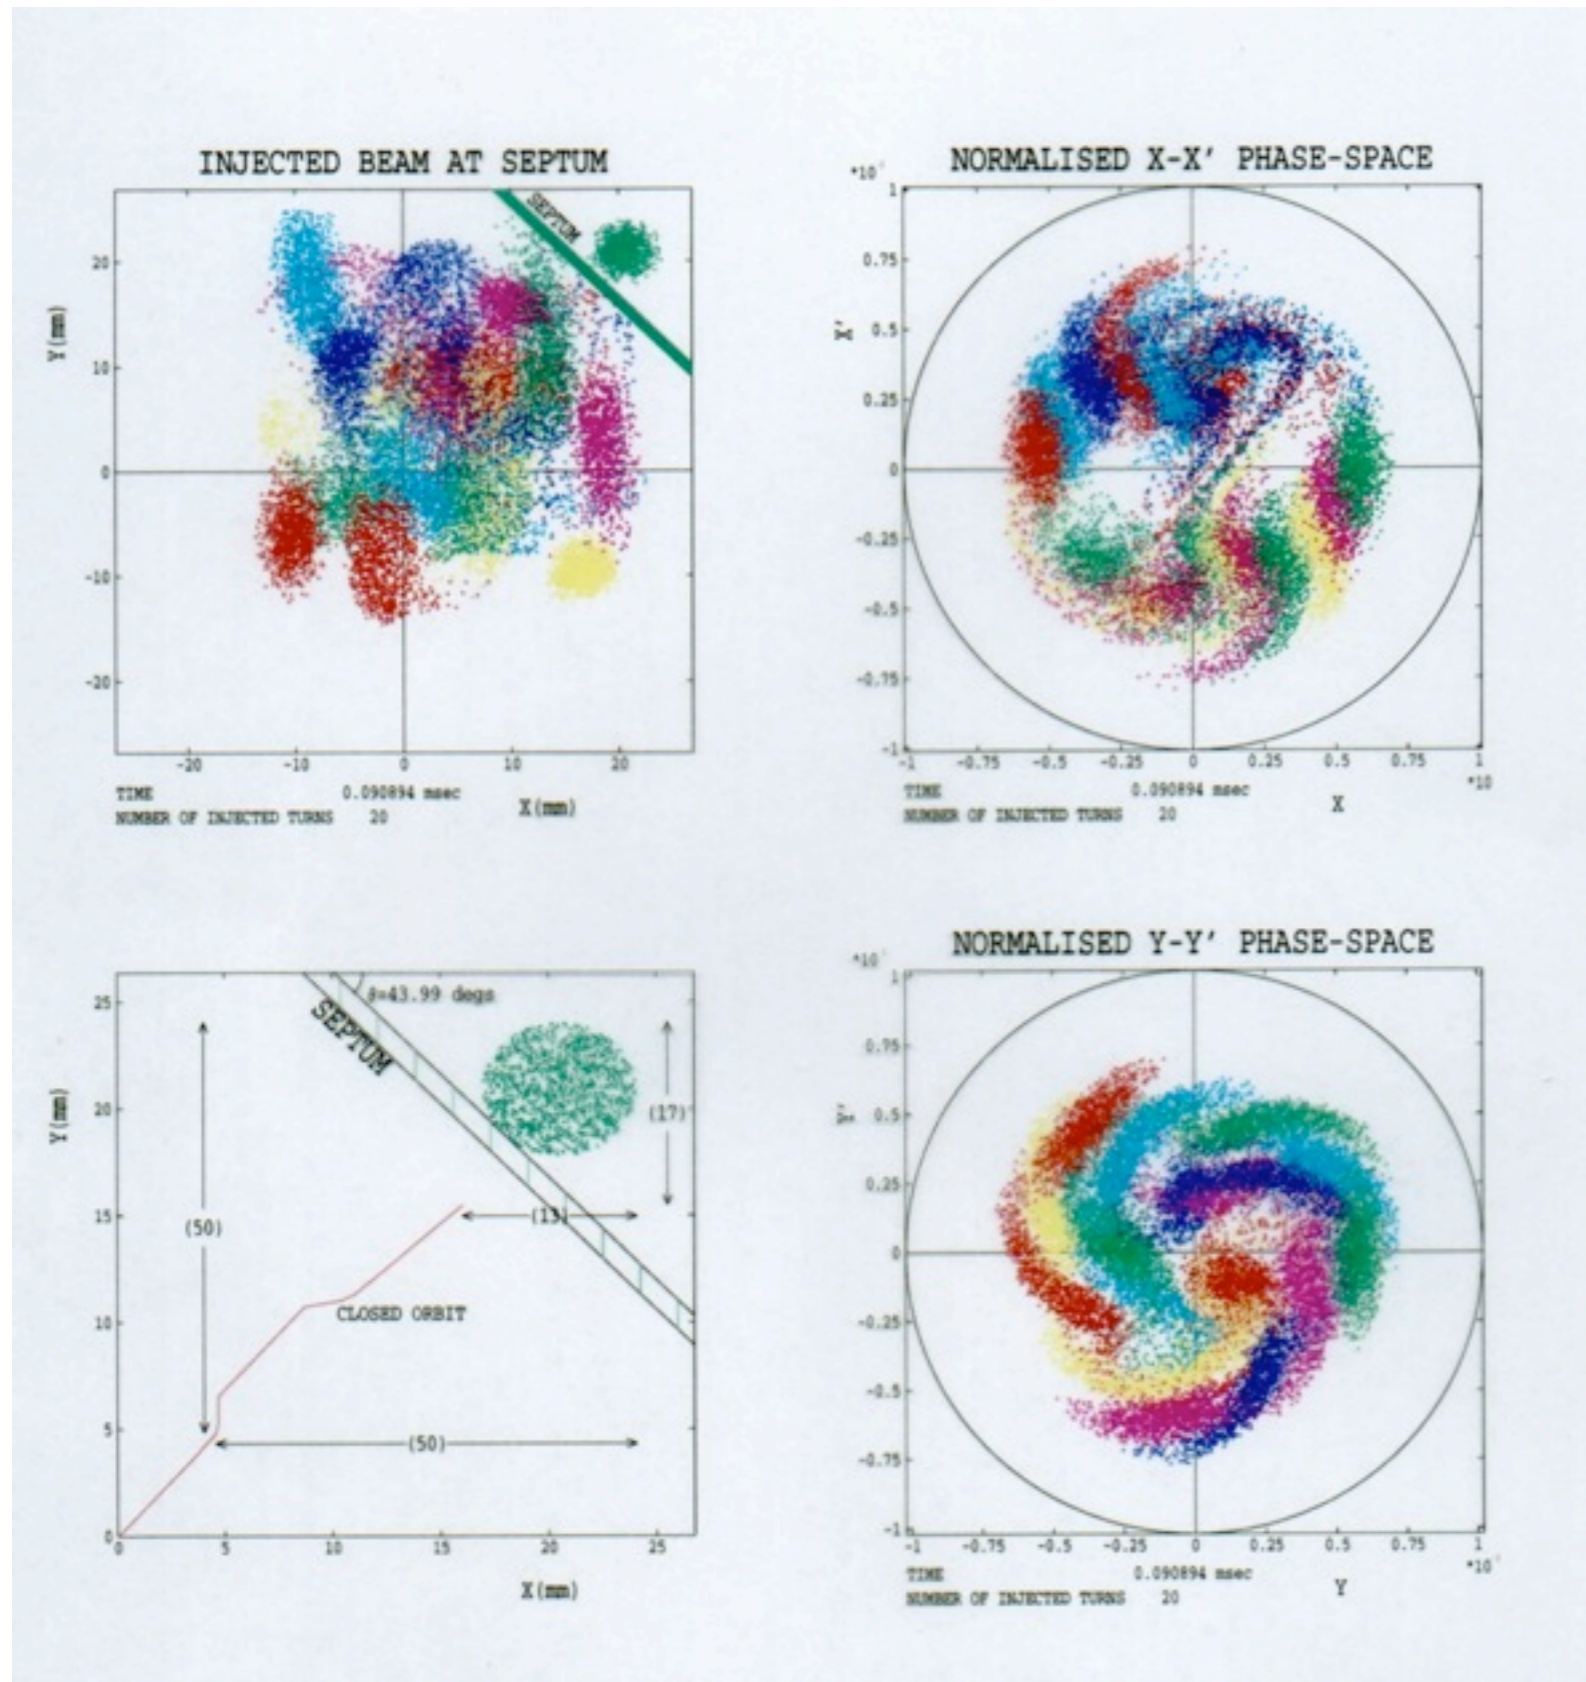 INJECTED BEAM AT SEPTUM
SEPTUM
Y(mm)
20
10
0
-10
-20
-20 -10 0 10 20
TIME 0.090894 msec
X(mm)
NUMBER OF INJECTED TURNS 20
NORMALISED X-X' PHASE-SPACE
*10
1
0.75
X'
0.5
0.25
0
-0.25
-0.5
-0.75
-1
-1 -0.75 -0.5 -0.25 0 0.25 0.5 0.75 1
*10
TIME 0.090894 msec
X
NUMBER OF INJECTED TURNS 20
θ=43.99 degs
SEPTUM
25
Y(mm)
20
(17)
15
(50)
(13)
10
CLOSED ORBIT
5
(50)
0
0 5 10 15 20 25
X(mm)
NORMALISED Y-Y' PHASE-SPACE
*10
1
0.75
Y'
0.5
0.25
0
-0.25
-0.5
-0.75
-1
-1 -0.75 -0.5 -0.25 0 0.25 0.5 0.75 1
*10
TIME 0.090894 msec
Y
NUMBER OF INJECTED TURNS 20